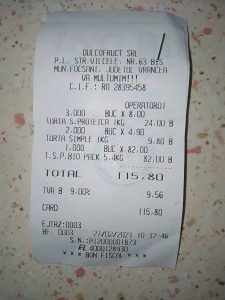 DULCOFRUCT SRL
P.L. STR.VILCELE, NR.63 BIS
MUN.FOCSANI, JUDETUL VRANCEA
VA MULTUMIM!!!
C.I.F.: RO 28395458
OPERATOR01
3,000 BUC X 8,00
TURTA S.PROTEICA 1KG 24,00 B
2,000 BUC X 4,90
TURTA SIMPLE 1KG 9,80 B
1,000 BUC X 82,00
T.S.P.BIO PACK 5.4KG 82,00 B
TOTAL 115,80
TVA B 9,00% 9,56
CARD 115,80
EJTRZ:0003
BF. 0003 27/02/2021 10-37-46
S.N.:P12000001873
4000128930
* * * BON FISCAL * * *